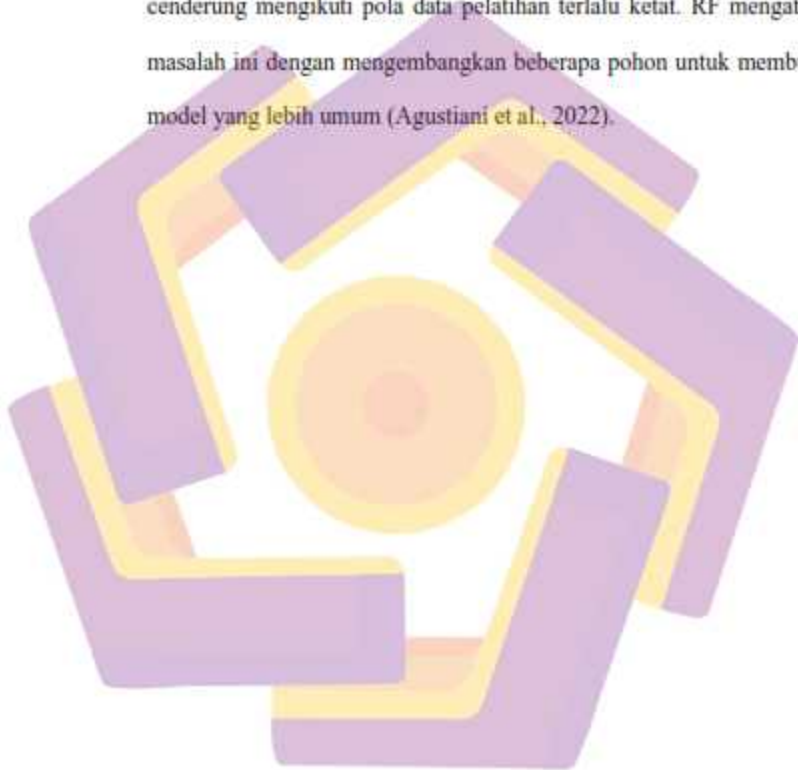 cenderung mengikuti pola data pelatihan terlalu ketat. RF
masalah ini dengan mengembangkan beberapa pohon untuk
model yang lebih umum (Agustiani et al., 2022).